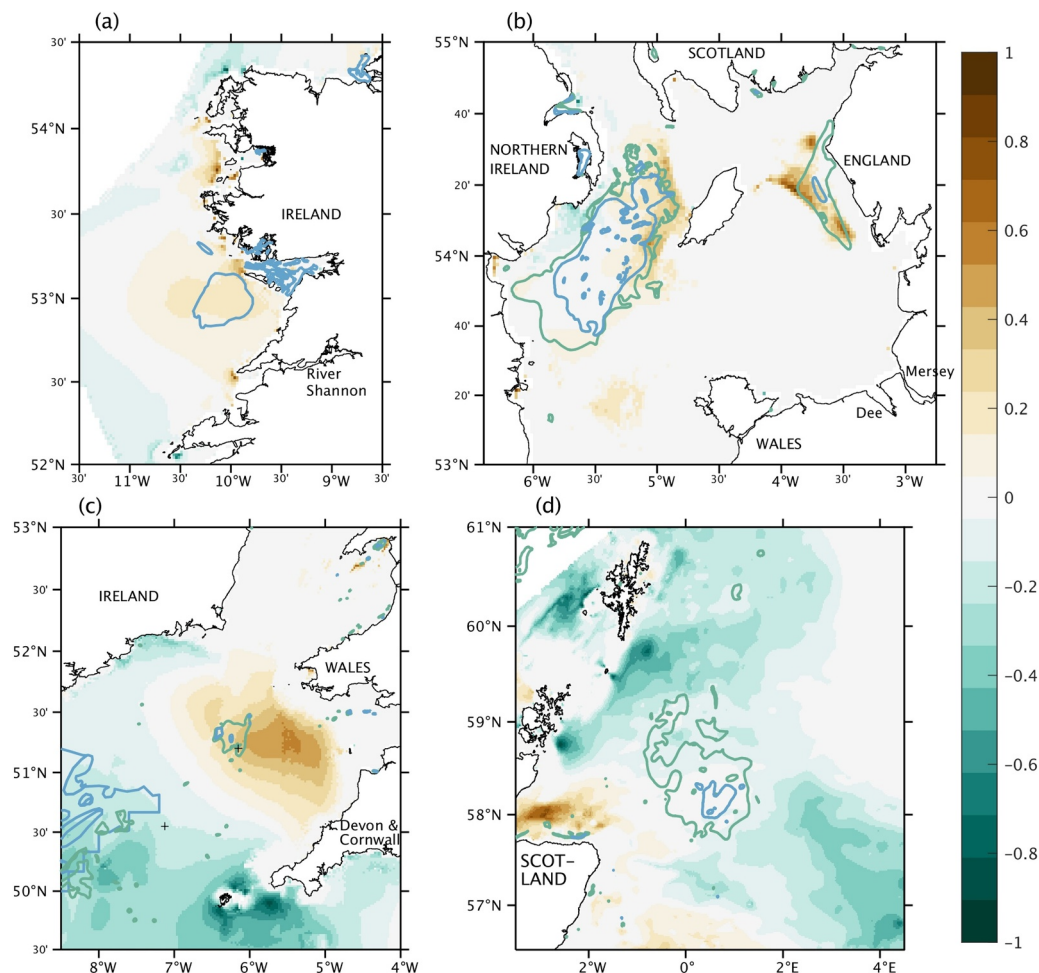 (a)
30'
54°N
30'
53°N
30'
52°N
30' 11°W 30' 10°W 30' 9°W 30'
IRELAND
River
Shannon
(b)
55°N
40'
20'
54°N
40'
20'
53°N
6°W 5°W 4°W 3°W
SCOTLAND
NORTHERN
IRELAND
ENGLAND
Mersey
Dee
WALES
1
0.8
0.6
0.4
0.2
0
-0.2
-0.4
-0.6
-0.8
-1
(c)
53°N
30'
52°N
30'
51°N
30'
50°N
30'
8°W 7°W 6°W 5°W 4°W
IRELAND
WALES
Devon &
Cornwall
(d)
61°N
60°N
59°N
58°N
57°N
2°W 0°E 2°E 4°E
SCOT-
LAND